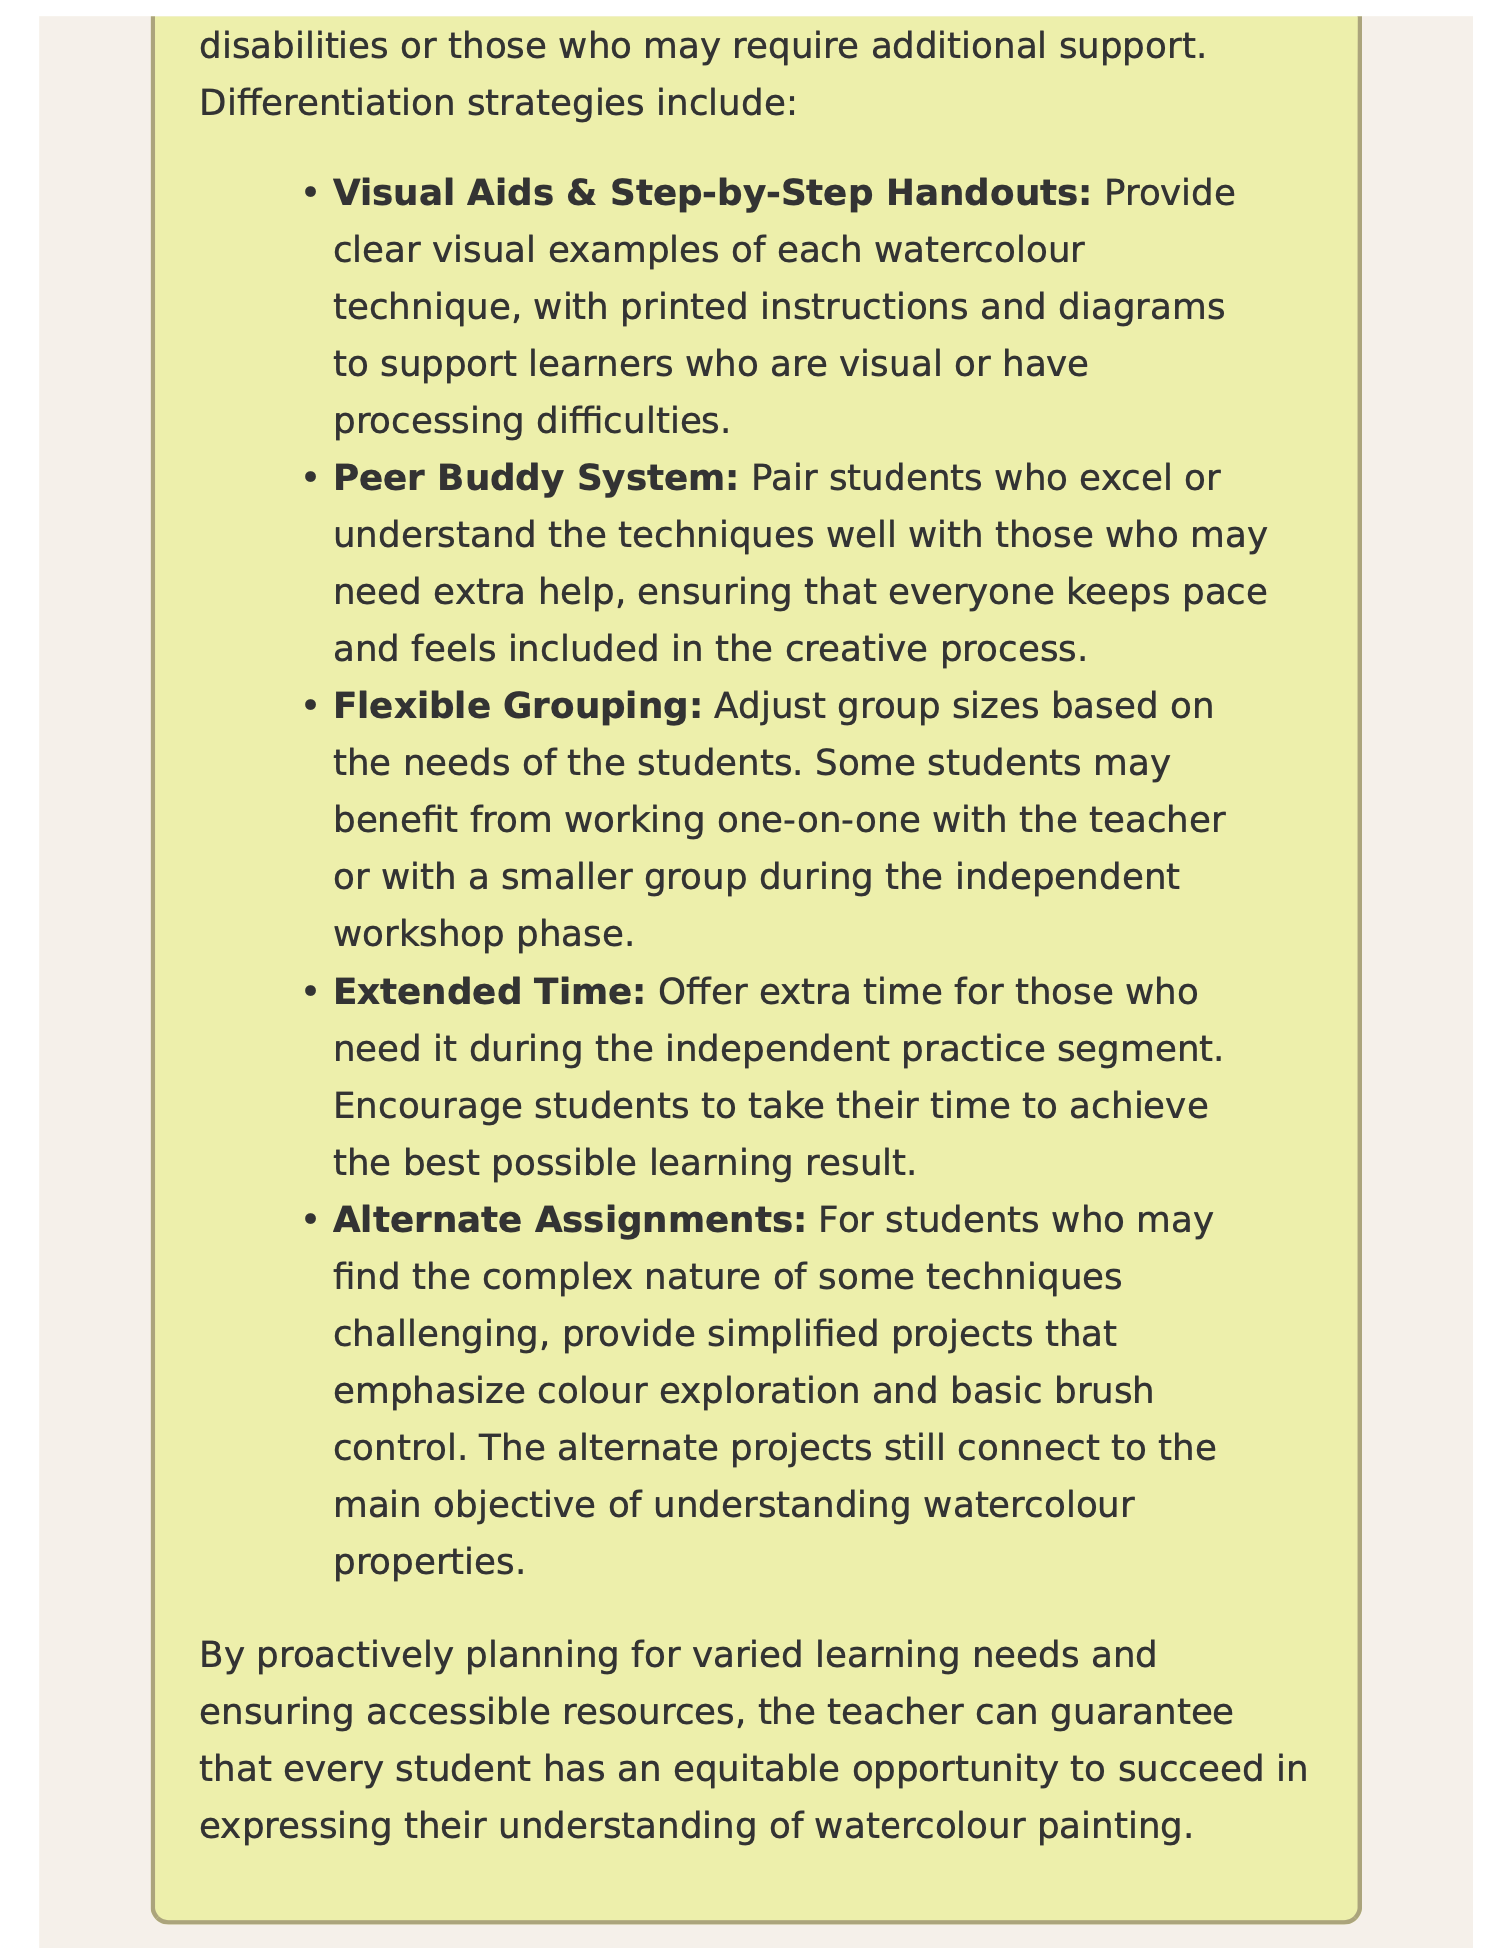 disabilities or those who may require additional support.
Differentiation strategies include:
• Visual Aids & Step-by-Step Handouts: Provide
clear visual examples of each watercolour
technique, with printed instructions and diagrams
to support learners who are visual or have
processing difficulties.
• Peer Buddy System: Pair students who excel or
understand the techniques well with those who may
need extra help, ensuring that everyone keeps pace
and feels included in the creative process.
• Flexible Grouping: Adjust group sizes based on
the needs of the students. Some students may
benefit from working one-on-one with the teacher
or with a smaller group during the independent
workshop phase.
• Extended Time: Offer extra time for those who
need it during the independent practice segment.
Encourage students to take their time to achieve
the best possible learning result.
• Alternate Assignments: For students who may
find the complex nature of some techniques
challenging, provide simplified projects that
emphasize colour exploration and basic brush
control. The alternate projects still connect to the
main objective of understanding watercolour
properties.
By proactively planning for varied learning needs and
ensuring accessible resources, the teacher can guarantee
that every student has an equitable opportunity to succeed in
expressing their understanding of watercolour painting.